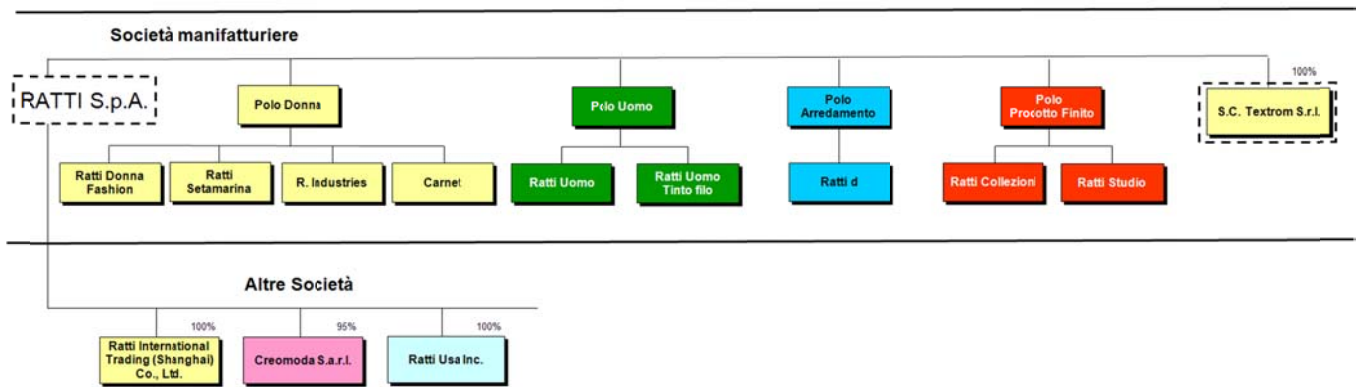 Società manifatturiere
RATTI S.p.A.
Polo Donna
Polo Uomo
Polo
Arredamento
Polo
Procotto Finito
100%
S.C. Textrom S.r.l.
Ratti Donna
Fashion
Ratti
Setamarina
R. Industries
Carnet
Ratti Uomo
Ratti Uomo
Tinto filo
Ratti d
Ratti Collezioni
Ratti Studio
Altre Società
100%
Ratti International
Trading (Shanghai)
Co., Ltd.
95%
Creomoda S.a.r.l.
100%
Ratti Usa Inc.